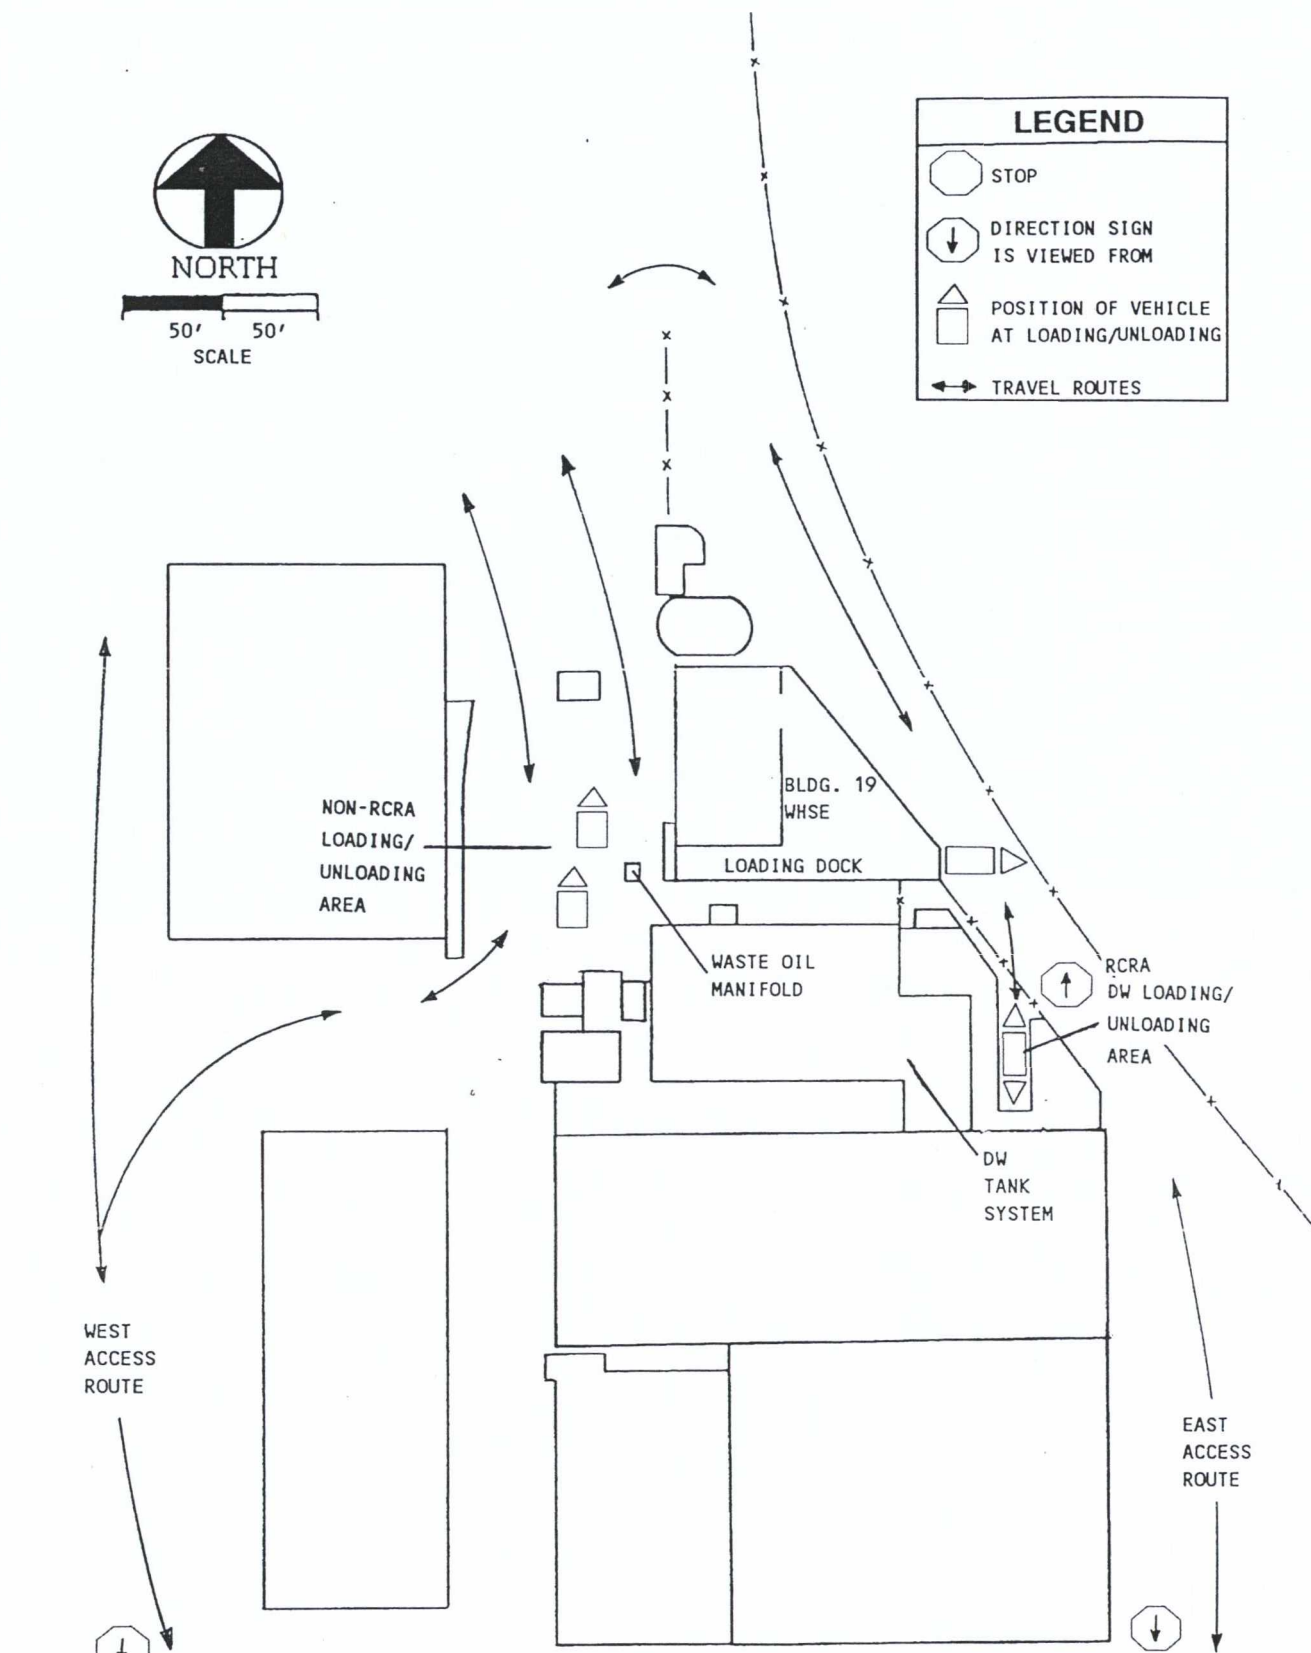 LEGEND
STOP
DIRECTION SIGN
IS VIEWED FROM
POSITION OF VEHICLE
AT LOADING/UNLOADING
TRAVEL ROUTES
NORTH
50' 50'
SCALE
BLDG. 19
WHSE
NON-RCRA
LOADING/
UNLOADING
AREA
LOADING DOCK
WASTE OIL
MANIFOLD
RCRA
DW LOADING/
UNLOADING
AREA
DW
TANK
SYSTEM
WEST
ACCESS
ROUTE
EAST
ACCESS
ROUTE